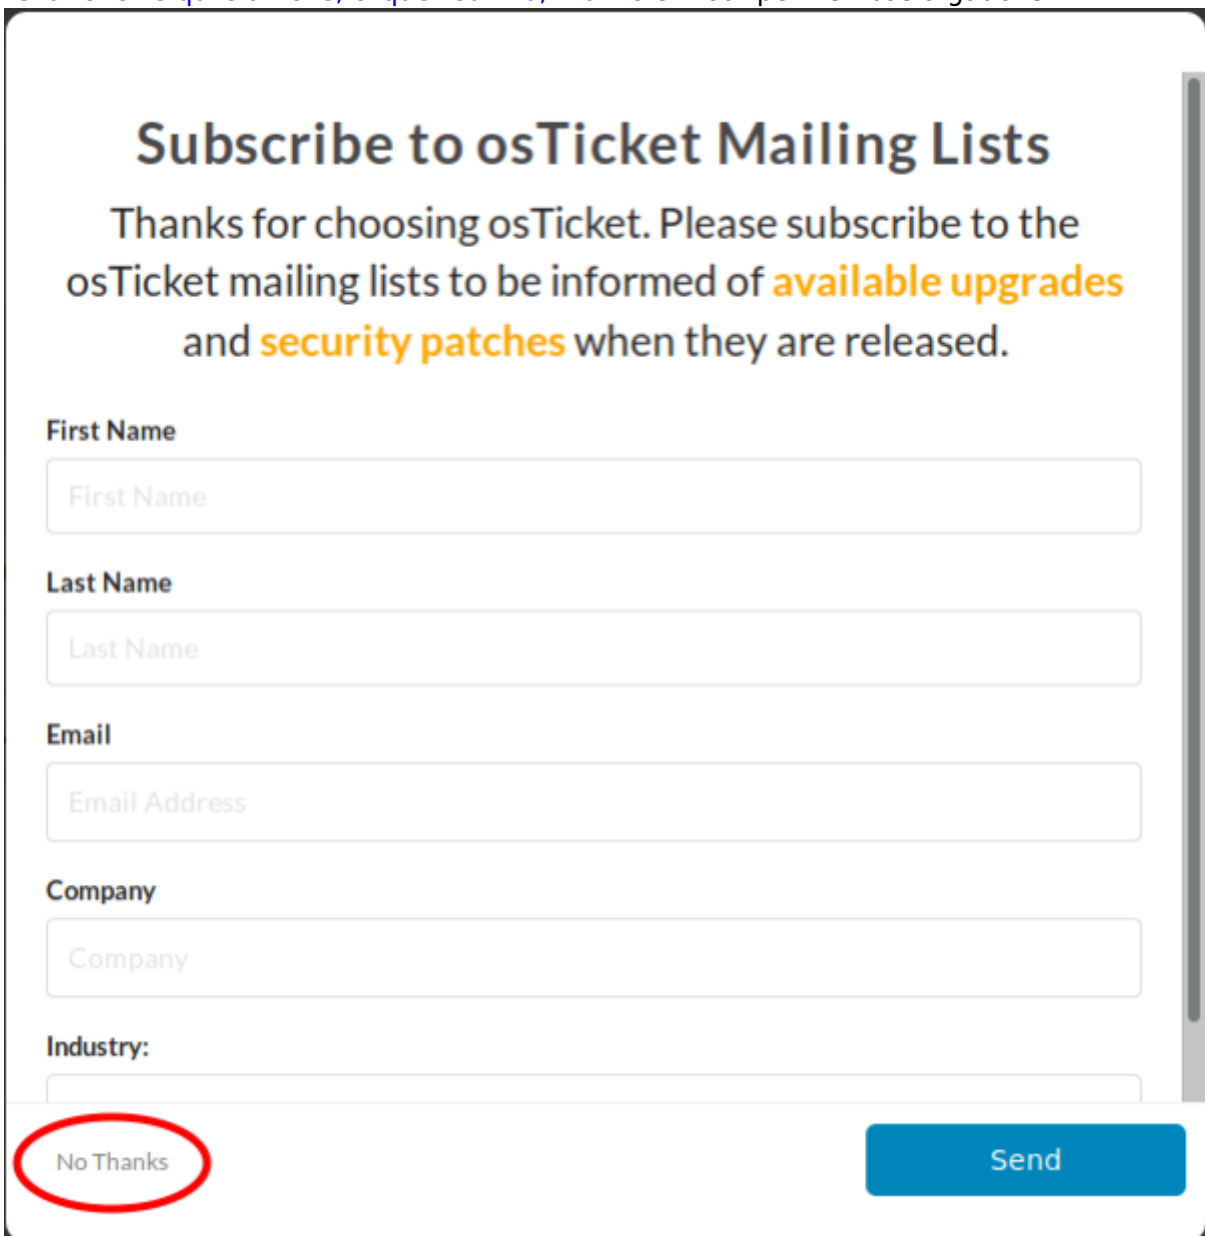 Subscribe to osTicket Mailing Lists
Thanks for choosing osTicket. Please subscribe to the
osTicket mailing lists to be informed of available upgrades
and security patches when they are released.
First Name
First Name
Last Name
Last Name
Email
Email Address
Company
Company
Industry:
No Thanks
Send